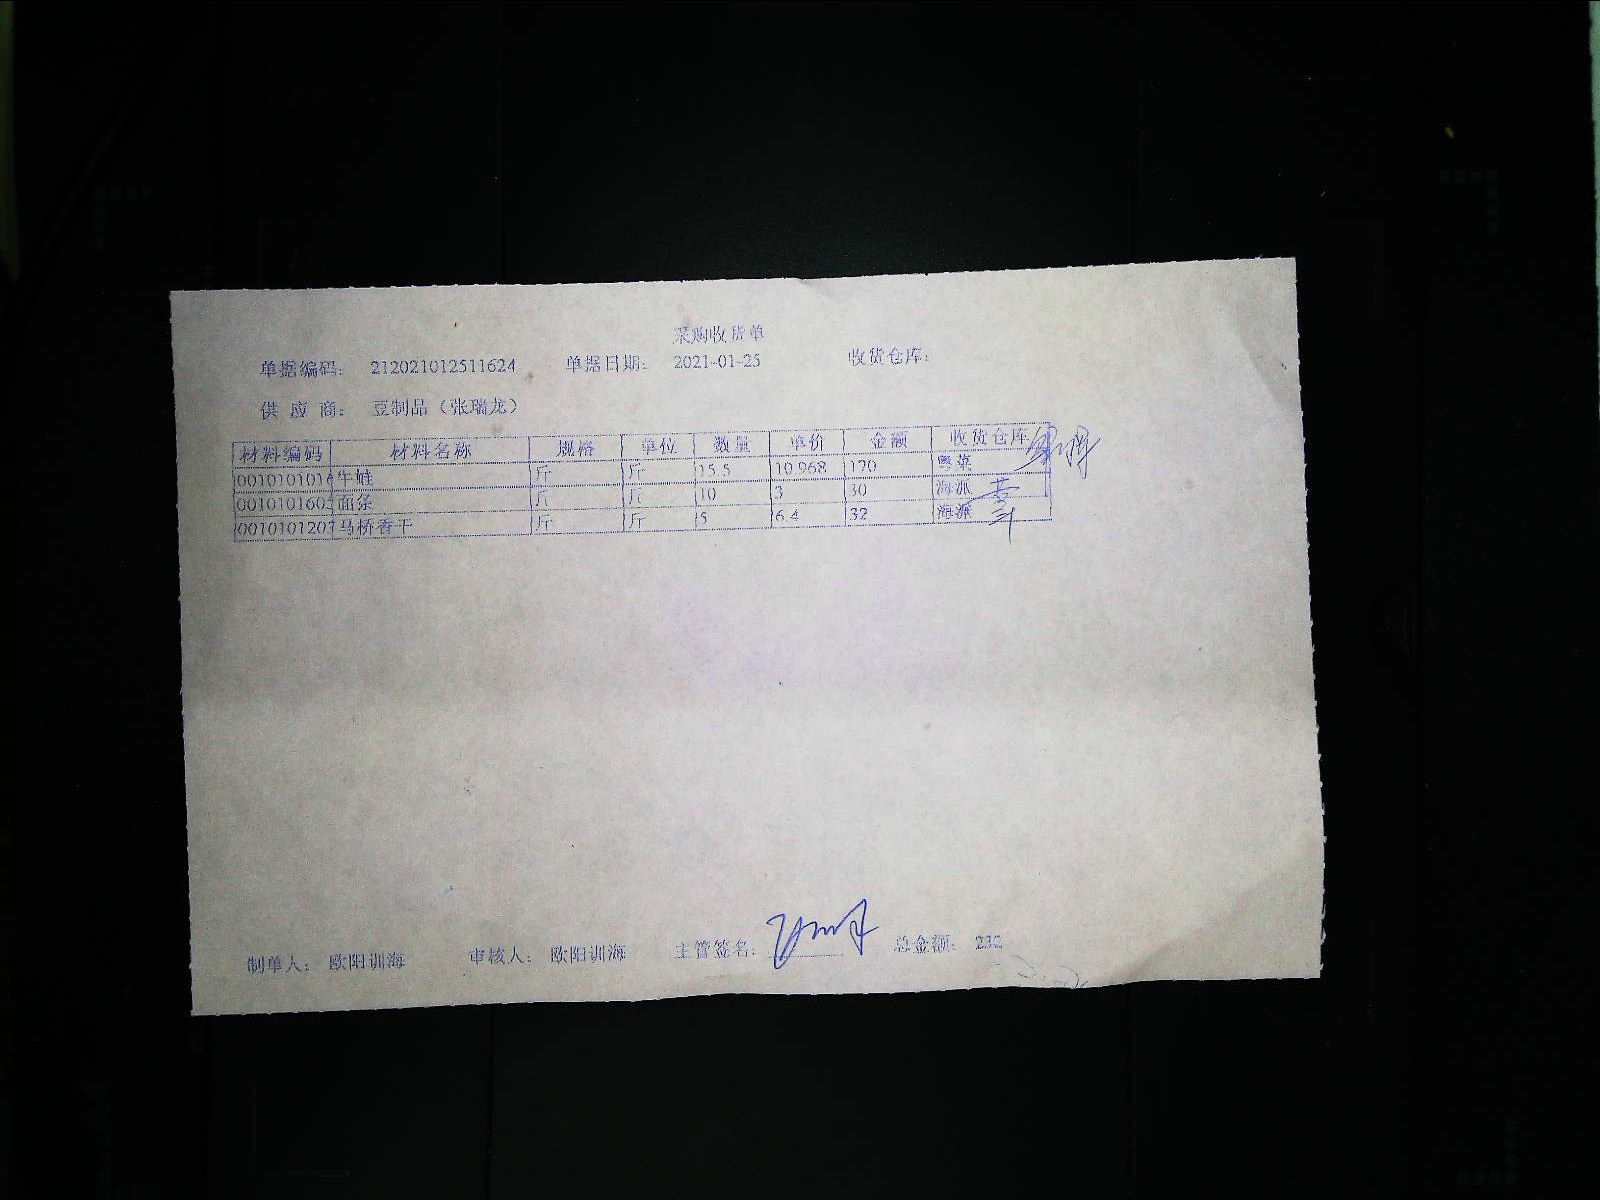 采购收货单
单据编码： 212021012511624 单据日期： 2021-01-25 收货仓库：
供 应 商： 豆制品（张瑞龙）
材料编码 材料名称 规格 单位 数量 单价 金额 收货仓库
0010101016 牛蛙 斤 斤 15.5 10.968 170 粤菜
001010160 面条 斤 斤 10 3 30 海派
001010120 马桥香干 斤 斤 5 6.4 32 海派
制单人： 欧阳训海 审核人： 欧阳训海 主管签名： 总金额： 232